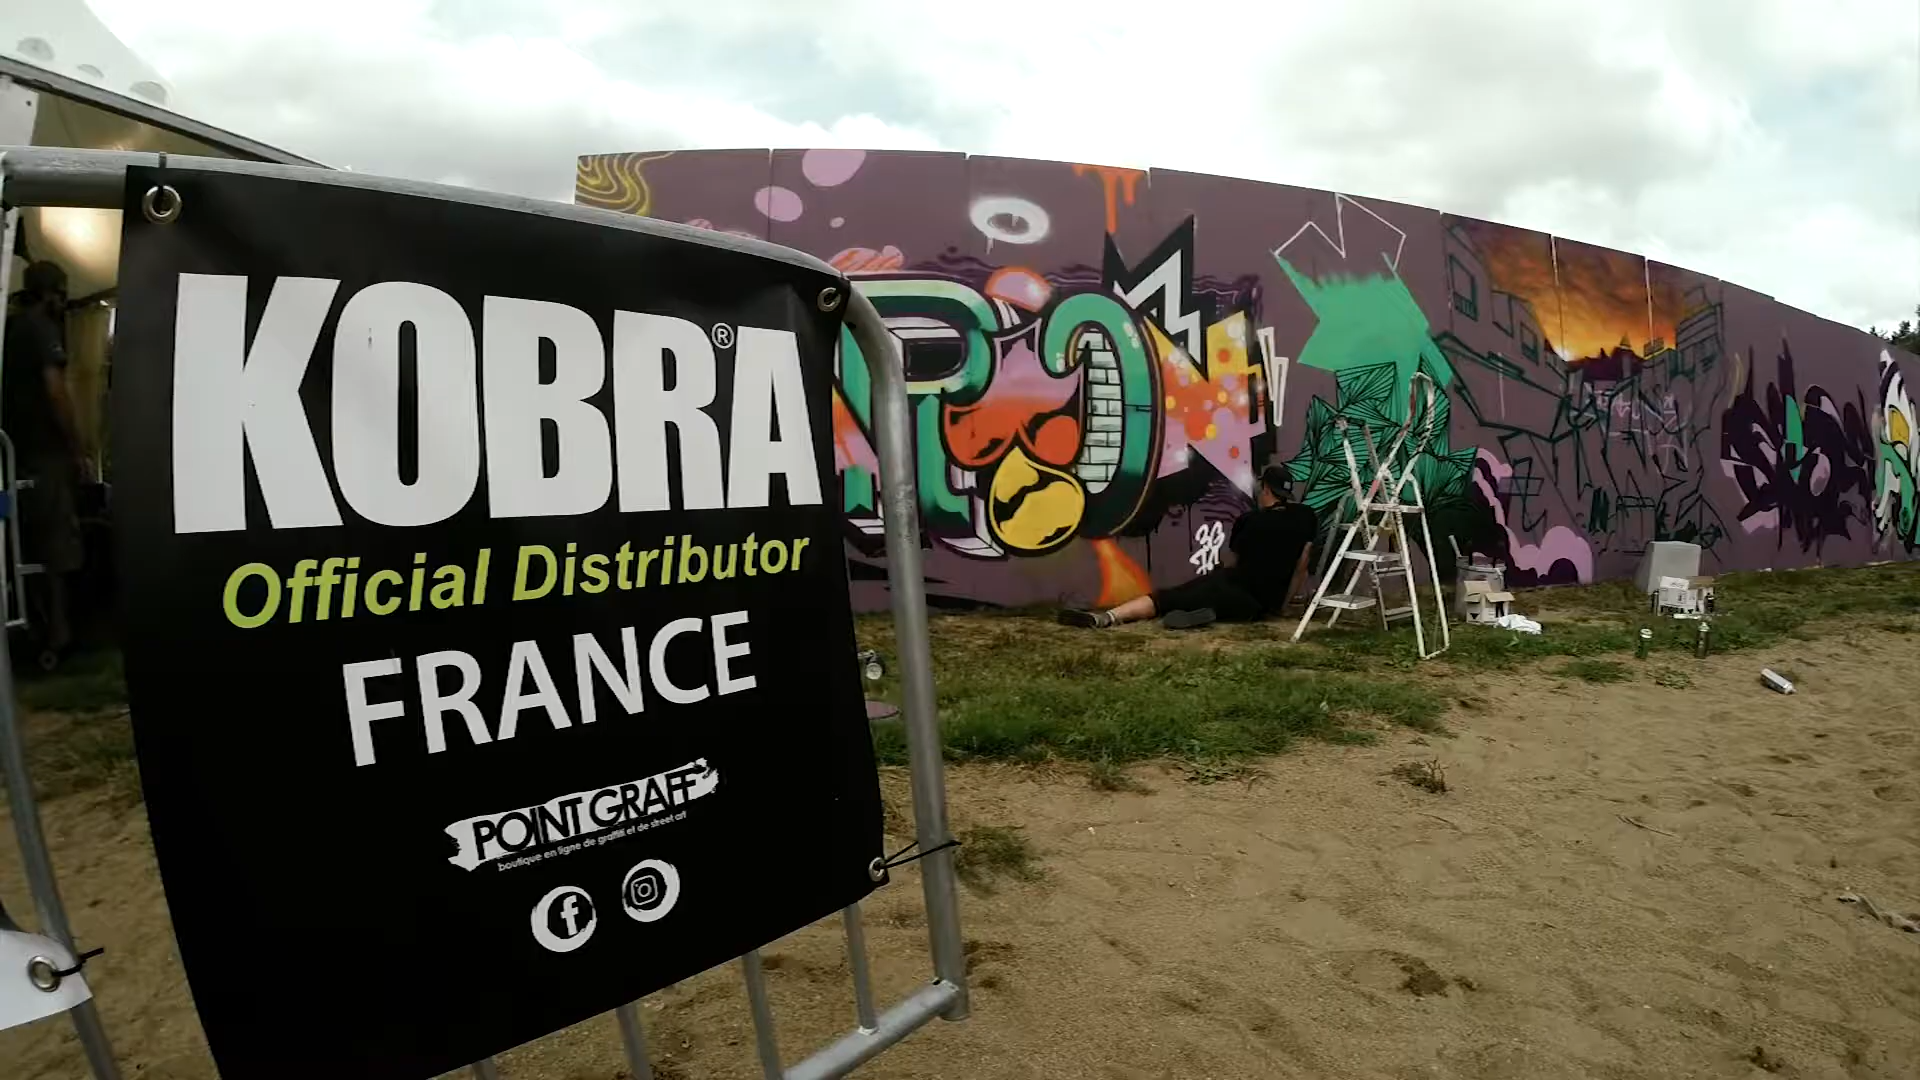 KOBRA®
Official Distributor
FRANCE
POINT GRAFF
boutique en ligne de graffiti et de street art
f